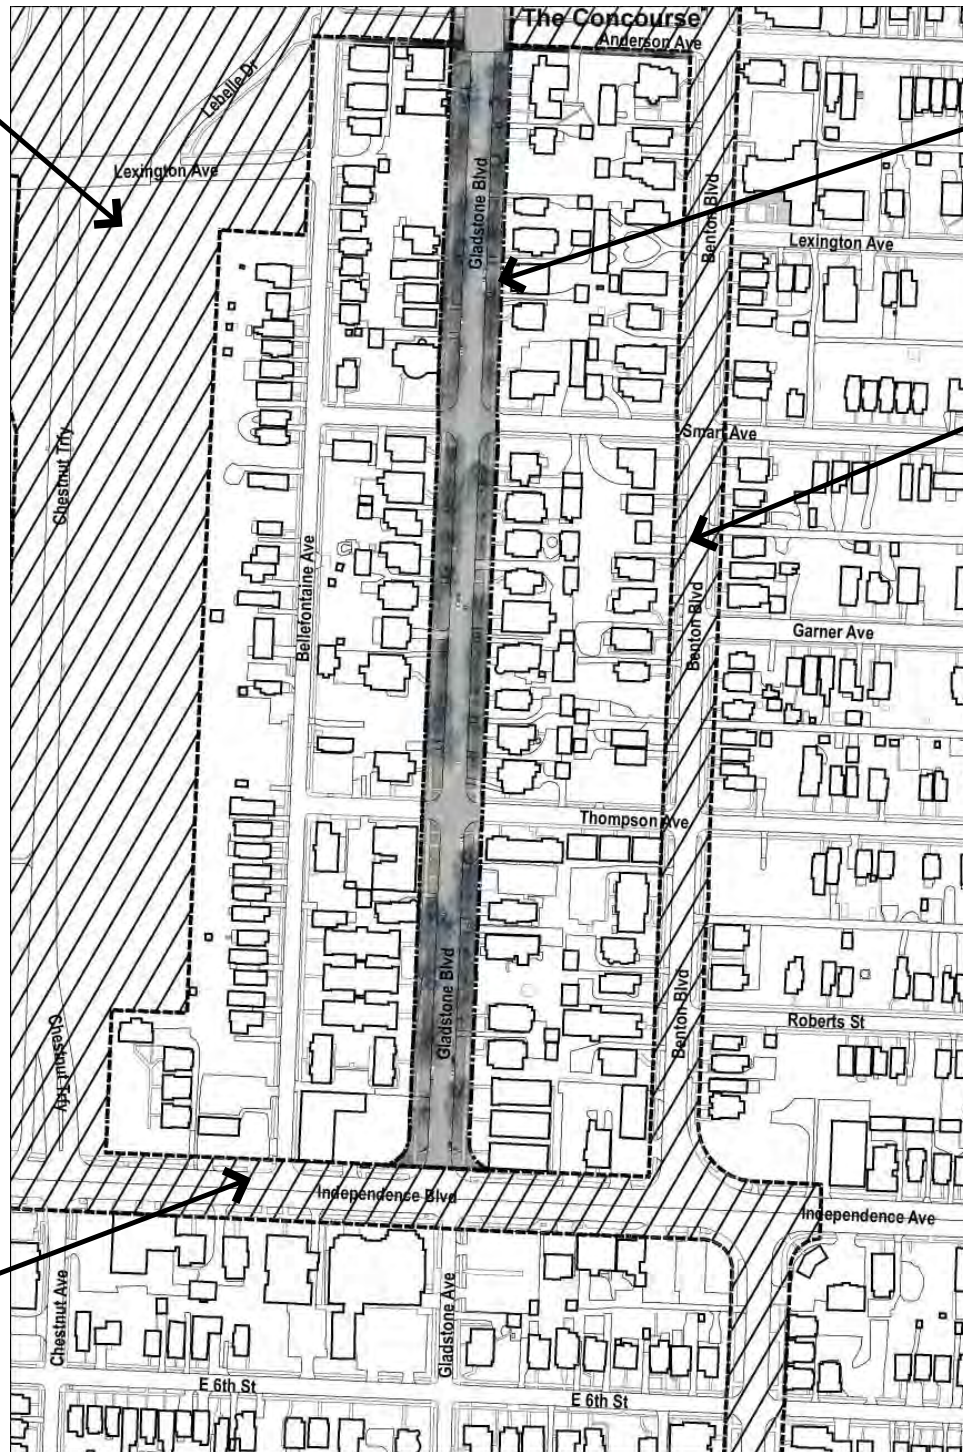 The Concourse
Anderson Ave
Lebelle Dr
Lexington Ave
Gladstone Blvd
Benton Blvd
Lexington Ave
Chestnut Trfy
Smart Ave
Bellefontaine Ave
Benton Blvd
Garner Ave
Thompson Ave
Gladstone Blvd
Benton Blvd
Roberts St
Chestnut Trfy
Independence Blvd
Independence Ave
Chestnut Ave
Gladstone Ave
E 6th St
E 6th St